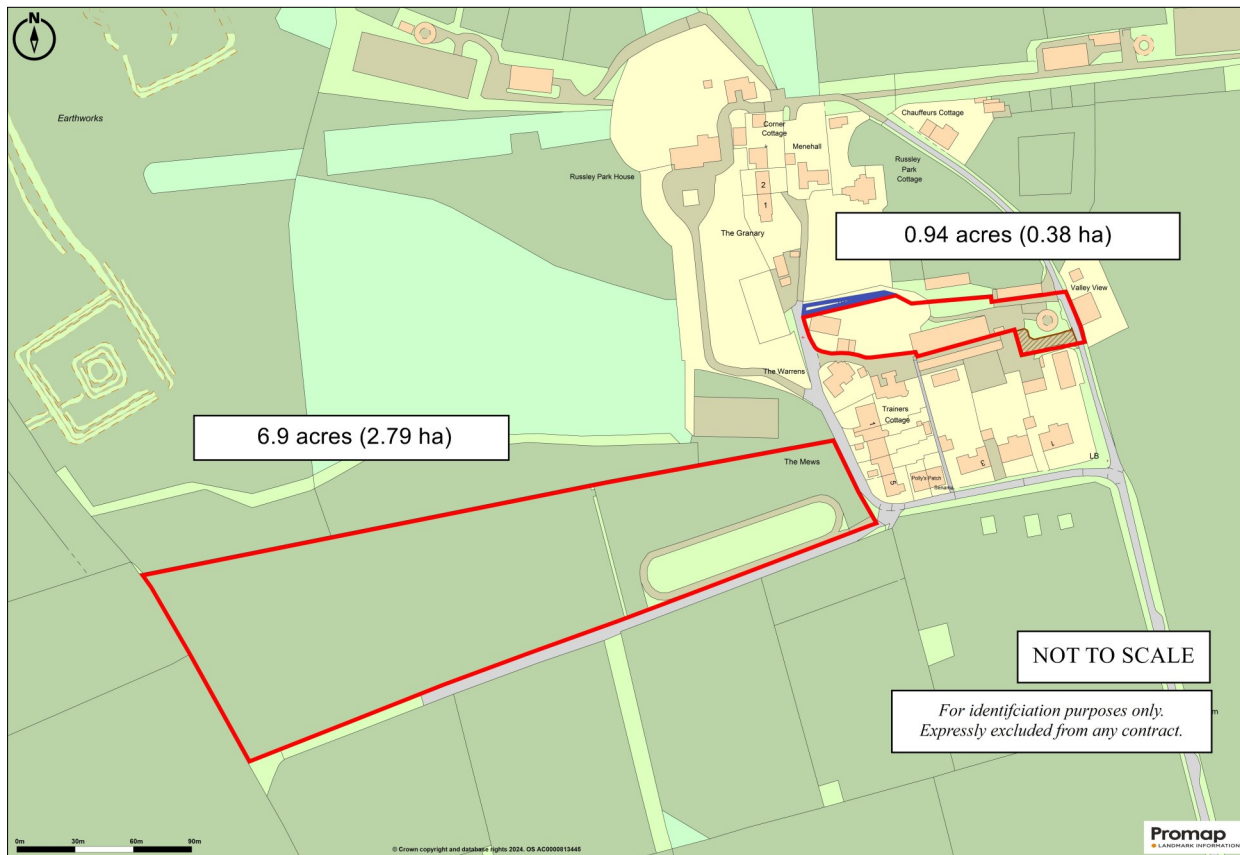 N
Earthworks
Chauffeurs Cottage
Corner
Cottage
Menehall
Russley
Park
Cottage
Russley Park House
2
1
The Granary
0.94 acres (0.38 ha)
Valley View
The Warrens
Trainers
Cottage
1
6.9 acres (2.79 ha)
The Mews
5
Polly's Patch
3
1
LB
NOT TO SCALE
For identifciation purposes only.
Expressly excluded from any contract.
m
0m 30m 60m 90m
© Crown copyright and database rights 2024. OS AC0000813445
Promap
LANDMARK INFORMATION